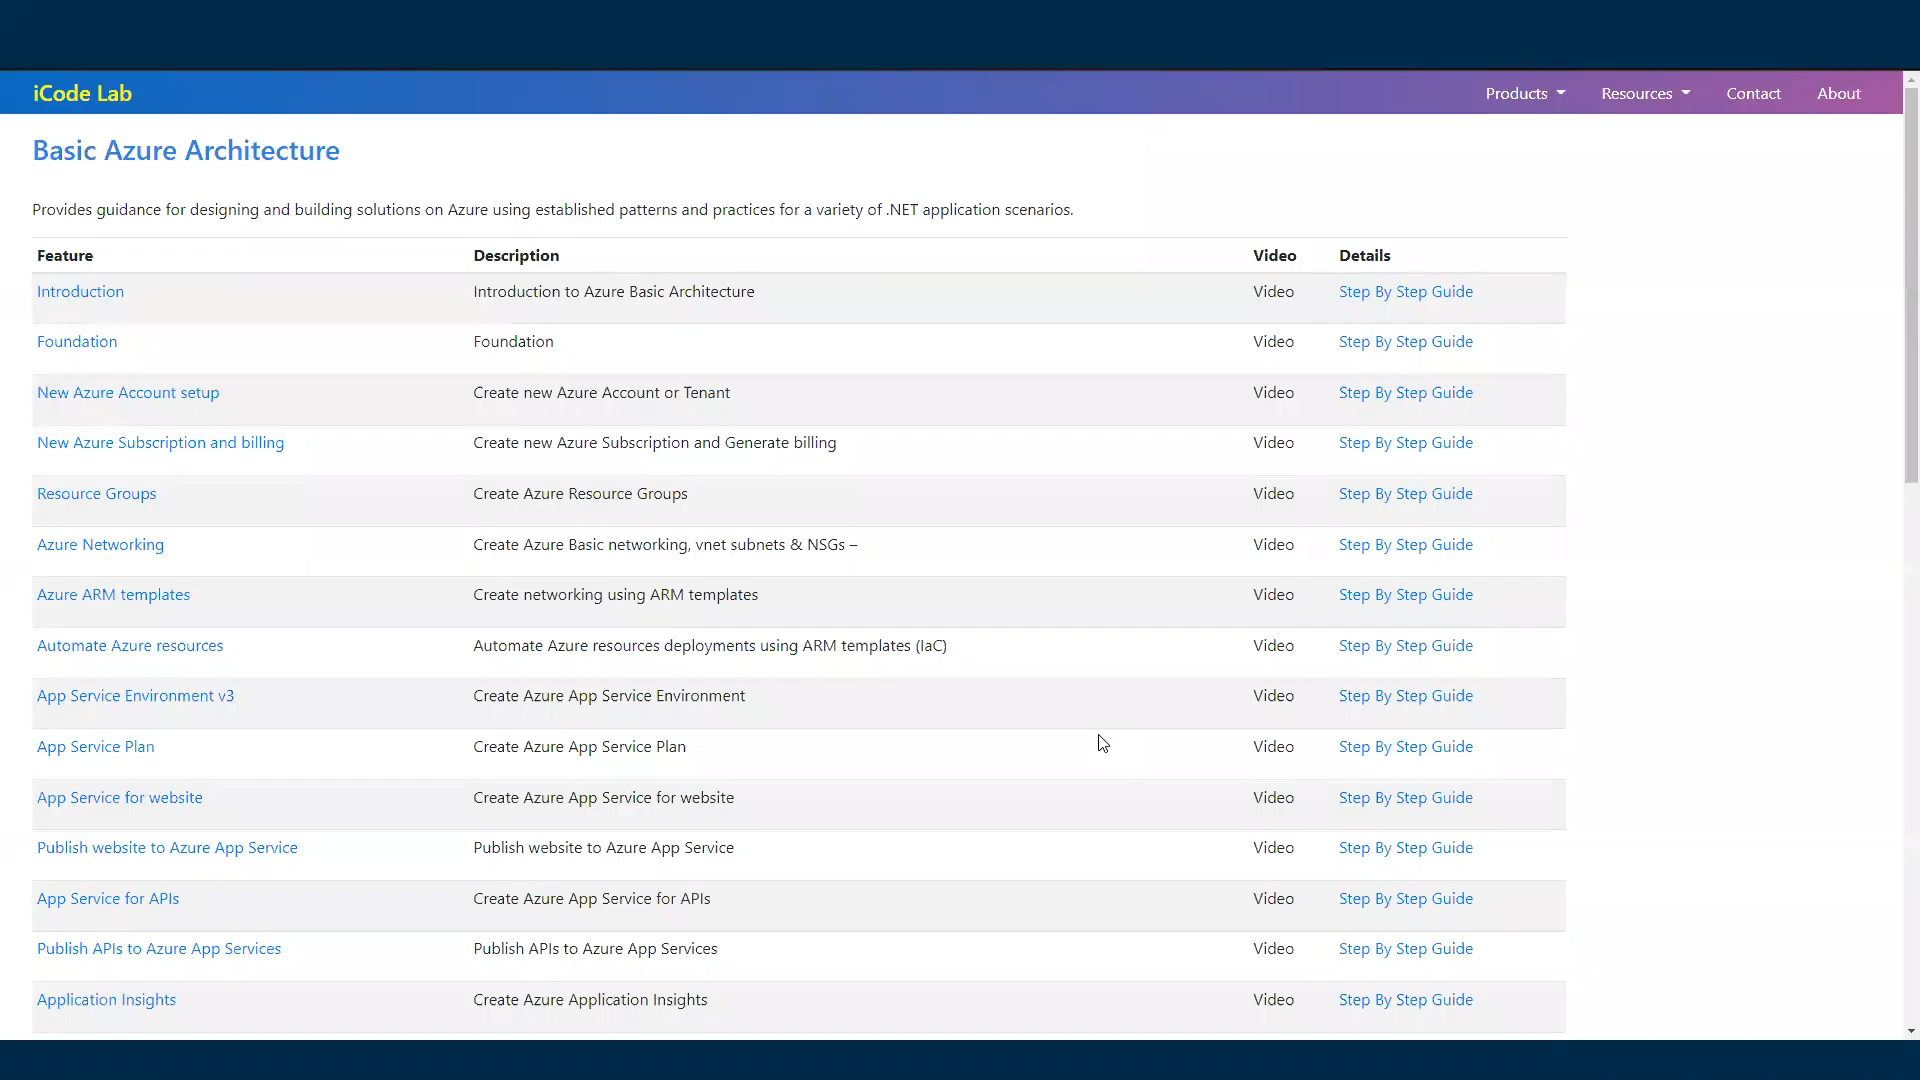 iCode Lab Products Resources Contact About
Basic Azure Architecture
Provides guidance for designing and building solutions on Azure using established patterns and practices for a variety of .NET application scenarios.
Feature Description Video Details
Introduction Introduction to Azure Basic Architecture Video Step By Step Guide
Foundation Foundation Video Step By Step Guide
New Azure Account setup Create new Azure Account or Tenant Video Step By Step Guide
New Azure Subscription and billing Create new Azure Subscription and Generate billing Video Step By Step Guide
Resource Groups Create Azure Resource Groups Video Step By Step Guide
Azure Networking Create Azure Basic networking, vnet subnets & NSGs – Video Step By Step Guide
Azure ARM templates Create networking using ARM templates Video Step By Step Guide
Automate Azure resources Automate Azure resources deployments using ARM templates (IaC) Video Step By Step Guide
App Service Environment v3 Create Azure App Service Environment Video Step By Step Guide
App Service Plan Create Azure App Service Plan Video Step By Step Guide
App Service for website Create Azure App Service for website Video Step By Step Guide
Publish website to Azure App Service Publish website to Azure App Service Video Step By Step Guide
App Service for APIs Create Azure App Service for APIs Video Step By Step Guide
Publish APIs to Azure App Services Publish APIs to Azure App Services Video Step By Step Guide
Application Insights Create Azure Application Insights Video Step By Step Guide